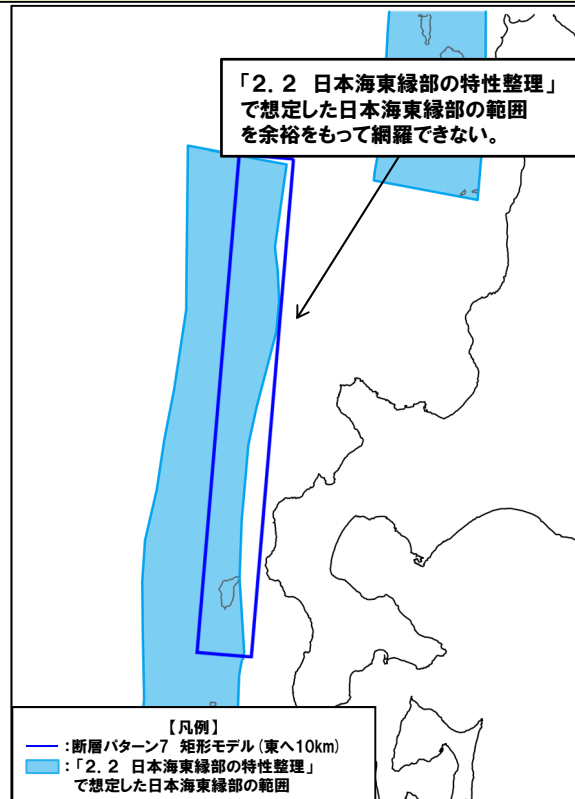 「2.2 日本海東縁部の特性整理」
で想定した日本海東縁部の範囲
を余裕をもって網羅できない。
【凡例】
:断層パターン7 矩形モデル(東へ10km)
:「2.2 日本海東縁部の特性整理」
で想定した日本海東縁部の範囲